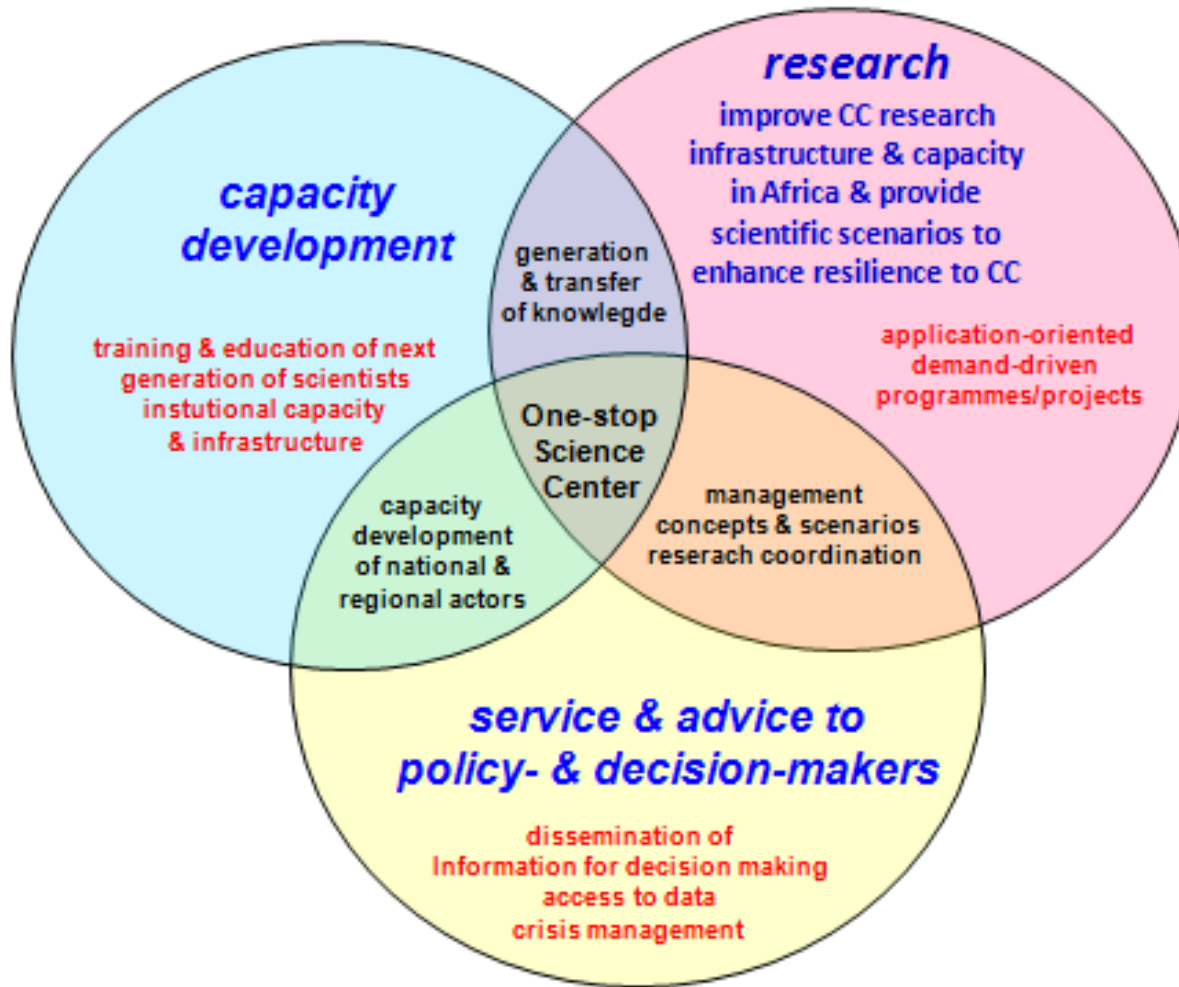 research
improve CC research
infrastructure & capacity
in Africa & provide
scientific scenarios to
enhance resilience to CC
application-oriented
demand-driven
programmes/projects
capacity
development
training & education of next
generation of scientists
instutional capacity
& infrastructure
generation
& transfer
of knowlegde
One-stop
Science
Center
capacity
development
of national &
regional actors
management
concepts & scenarios
reserach coordination
service & advice to
policy- & decision-makers
dissemination of
Information for decision making
access to data
crisis management